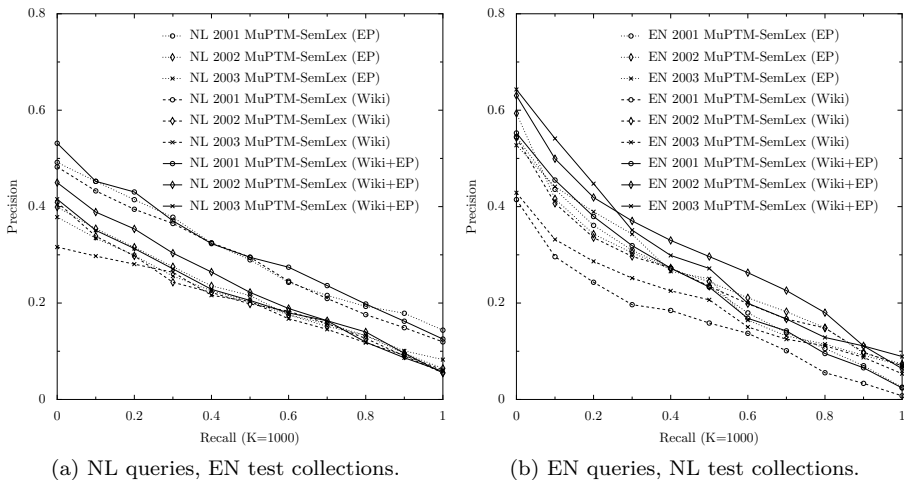 0.8
0.6
0.4
0.2
0
Precision
NL 2001 MuPTM-SemLex (EP)
NL 2002 MuPTM-SemLex (EP)
NL 2003 MuPTM-SemLex (EP)
NL 2001 MuPTM-SemLex (Wiki)
NL 2002 MuPTM-SemLex (Wiki)
NL 2003 MuPTM-SemLex (Wiki)
NL 2001 MuPTM-SemLex (Wiki+EP)
NL 2002 MuPTM-SemLex (Wiki+EP)
NL 2003 MuPTM-SemLex (Wiki+EP)
0 0.2 0.4 0.6 0.8 1
Recall (K=1000)
(a) NL queries, EN test collections.
0.8
0.6
0.4
0.2
0
Precision
EN 2001 MuPTM-SemLex (EP)
EN 2002 MuPTM-SemLex (EP)
EN 2003 MuPTM-SemLex (EP)
EN 2001 MuPTM-SemLex (Wiki)
EN 2002 MuPTM-SemLex (Wiki)
EN 2003 MuPTM-SemLex (Wiki)
EN 2001 MuPTM-SemLex (Wiki+EP)
EN 2002 MuPTM-SemLex (Wiki+EP)
EN 2003 MuPTM-SemLex (Wiki+EP)
0 0.2 0.4 0.6 0.8 1
Recall (K=1000)
(b) EN queries, NL test collections.